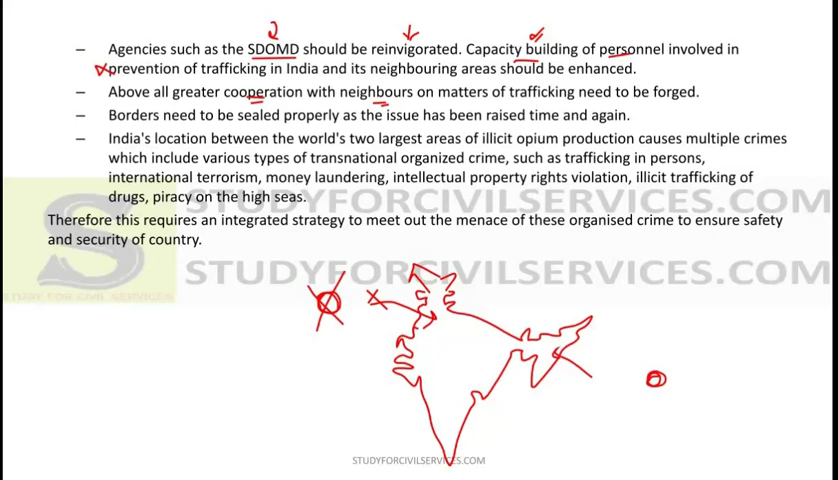 – Agencies such as the SDOMD should be reinvigorated. Capacity building of personnel involved in
prevention of trafficking in India and its neighbouring areas should be enhanced.
– Above all greater cooperation with neighbours on matters of trafficking need to be forged.
– Borders need to be sealed properly as the issue has been raised time and again.
– India's location between the world's two largest areas of illicit opium production causes multiple crimes
which include various types of transnational organized crime, such as trafficking in persons,
international terrorism, money laundering, intellectual property rights violation, illicit trafficking of
drugs, piracy on the high seas.
STUDYFORCIVILSERVICES.COM
Therefore this requires an integrated strategy to meet out the menace of these organised crime to ensure safety
and security of country.
STUDYFORCIVILSERVICES.COM
STUDY FOR CIVIL SERVICES
STUDYFORCIVILSERVICES.COM